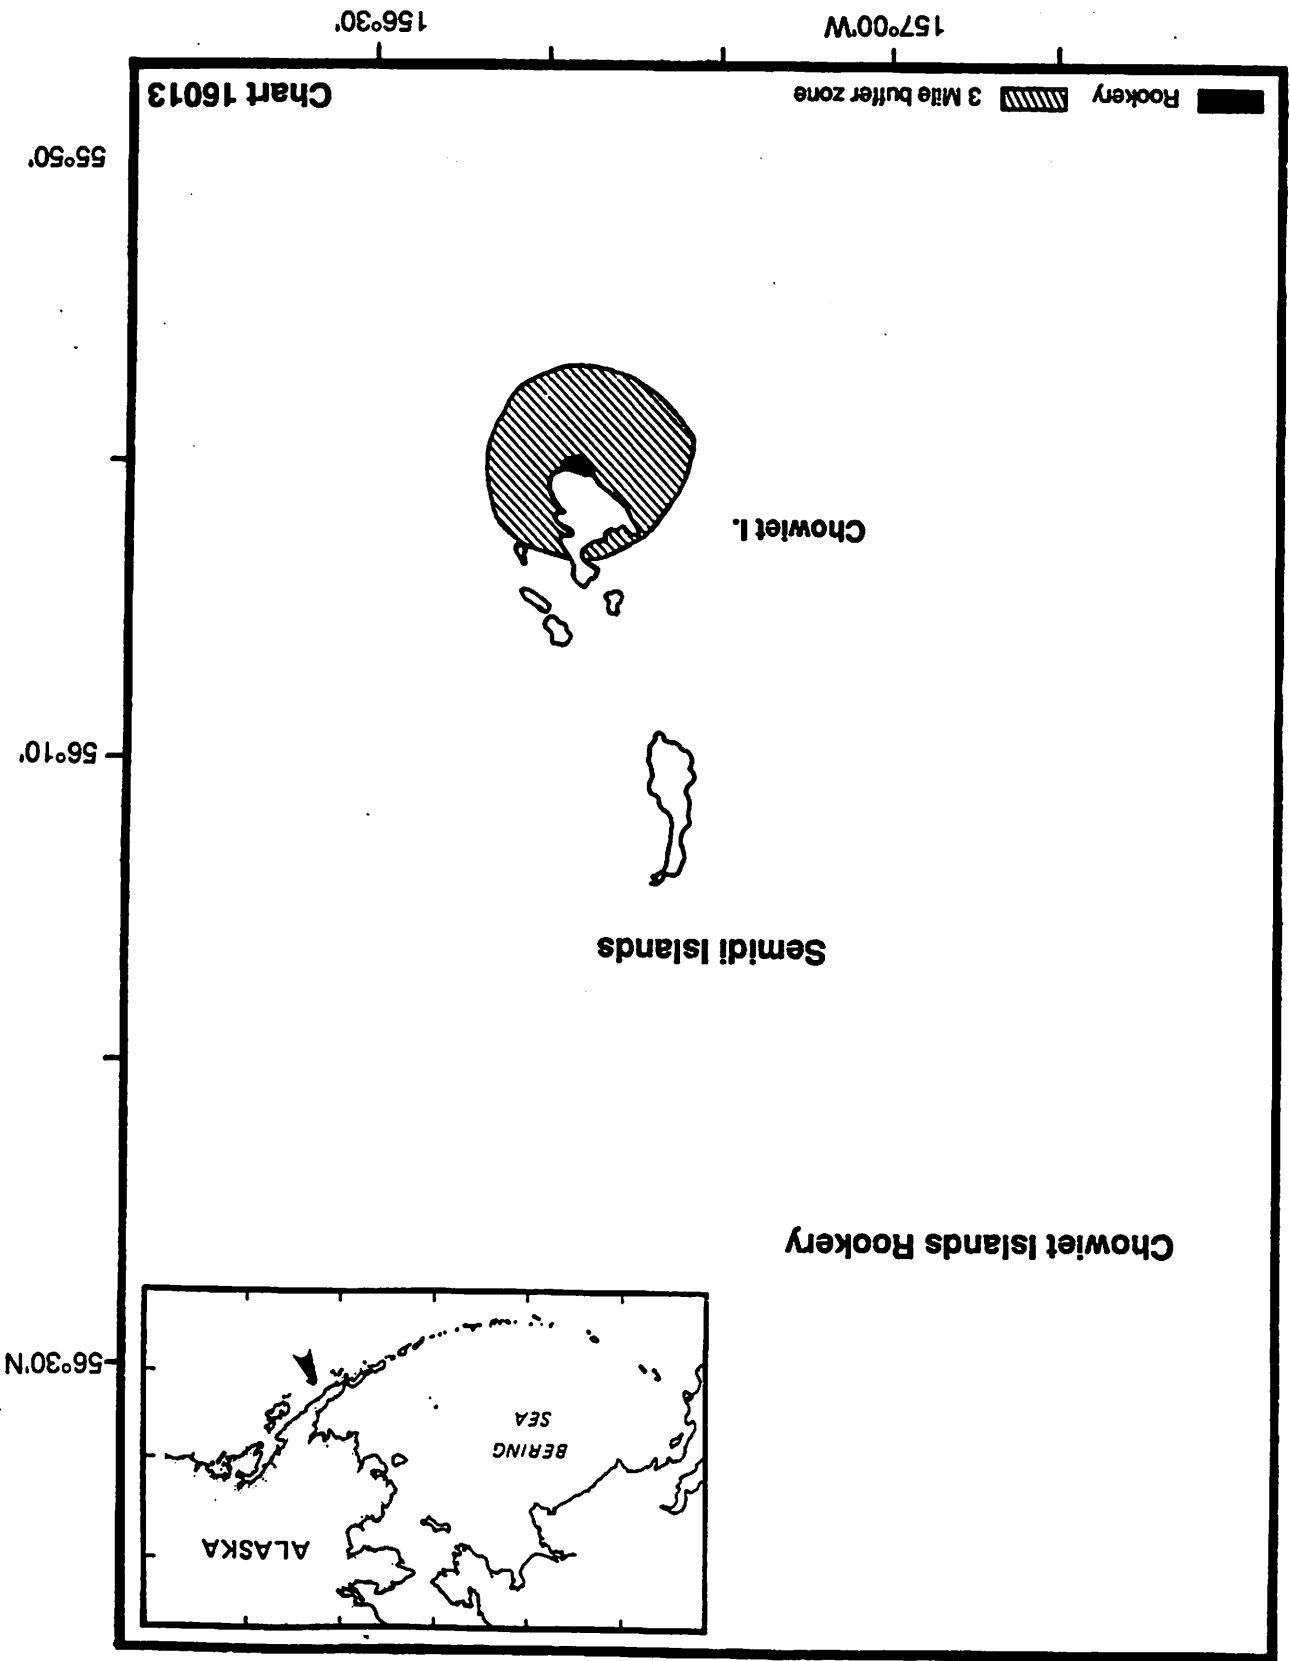 56°30'N
ALASKA
BERING
SEA
Chowiet Islands Rookery
Semidi Islands
56°10'
Chowiet I.
55°50'
Rookery
3 Mile buffer zone
Chart 16013
157°00'W
156°30'